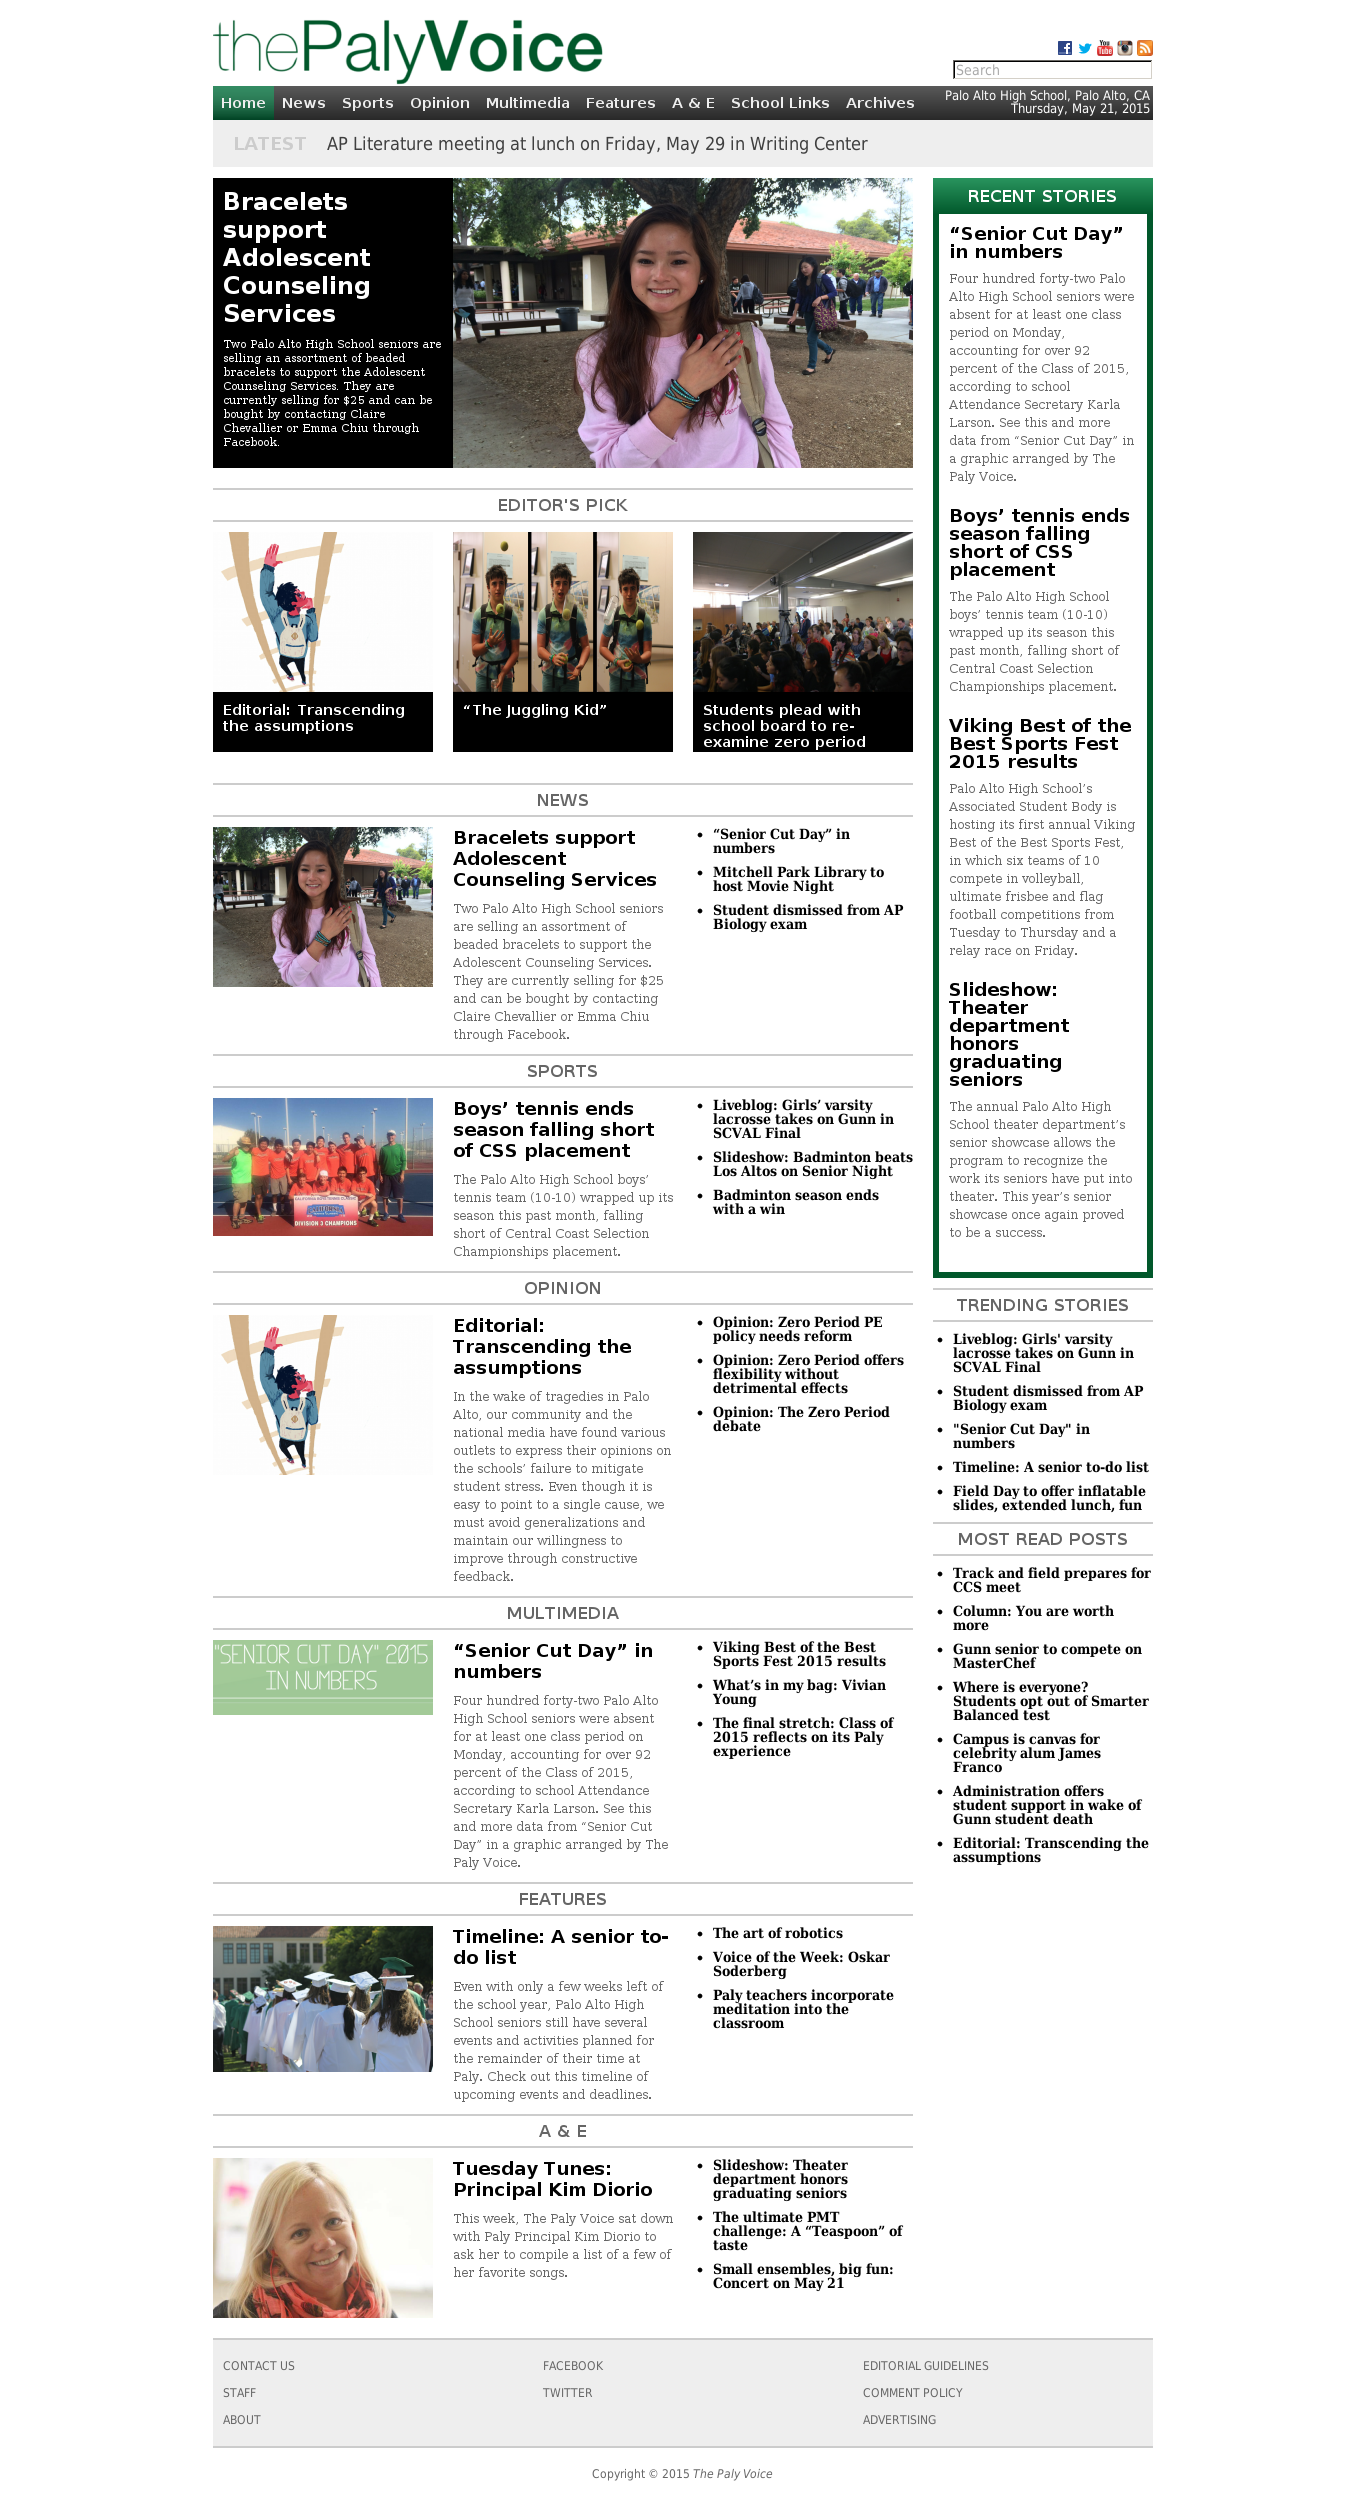 thePalyVoice
Search
Home News Sports Opinion Multimedia Features A & E School Links Archives
Palo Alto High School, Palo Alto, CA
Thursday, May 21, 2015
LATEST AP Literature meeting at lunch on Friday, May 29 in Writing Center
Bracelets
support
Adolescent
Counseling
Services
Two Palo Alto High School seniors are
selling an assortment of beaded
bracelets to support the Adolescent
Counseling Services. They are
currently selling for $25 and can be
bought by contacting Claire
Chevallier or Emma Chiu through
Facebook.
EDITOR'S PICK
Editorial: Transcending
the assumptions
“The Juggling Kid”
Students plead with
school board to re-
examine zero period
NEWS
Bracelets support
Adolescent
Counseling Services
Two Palo Alto High School seniors
are selling an assortment of
beaded bracelets to support the
Adolescent Counseling Services.
They are currently selling for $25
and can be bought by contacting
Claire Chevallier or Emma Chiu
through Facebook.
• “Senior Cut Day” in
numbers
• Mitchell Park Library to
host Movie Night
• Student dismissed from AP
Biology exam
SPORTS
DIVISION 3 CHAMPIONS
Boys’ tennis ends
season falling short
of CSS placement
The Palo Alto High School boys’
tennis team (10-10) wrapped up its
season this past month, falling
short of Central Coast Selection
Championships placement.
• Liveblog: Girls’ varsity
lacrosse takes on Gunn in
SCVAL Final
• Slideshow: Badminton beats
Los Altos on Senior Night
• Badminton season ends
with a win
OPINION
Editorial:
Transcending the
assumptions
In the wake of tragedies in Palo
Alto, our community and the
national media have found various
outlets to express their opinions on
the schools’ failure to mitigate
student stress. Even though it is
easy to point to a single cause, we
must avoid generalizations and
maintain our willingness to
improve through constructive
feedback.
• Opinion: Zero Period PE
policy needs reform
• Opinion: Zero Period offers
flexibility without
detrimental effects
• Opinion: The Zero Period
debate
MULTIMEDIA
"SENIOR CUT DAY" 2015
IN NUMBERS
“Senior Cut Day” in
numbers
Four hundred forty-two Palo Alto
High School seniors were absent
for at least one class period on
Monday, accounting for over 92
percent of the Class of 2015,
according to school Attendance
Secretary Karla Larson. See this
and more data from “Senior Cut
Day” in a graphic arranged by The
Paly Voice.
• Viking Best of the Best
Sports Fest 2015 results
• What’s in my bag: Vivian
Young
• The final stretch: Class of
2015 reflects on its Paly
experience
FEATURES
Timeline: A senior to-
do list
Even with only a few weeks left of
the school year, Palo Alto High
School seniors still have several
events and activities planned for
the remainder of their time at
Paly. Check out this timeline of
upcoming events and deadlines.
• The art of robotics
• Voice of the Week: Oskar
Soderberg
• Paly teachers incorporate
meditation into the
classroom
A & E
Tuesday Tunes:
Principal Kim Diorio
This week, The Paly Voice sat down
with Paly Principal Kim Diorio to
ask her to compile a list of a few of
her favorite songs.
• Slideshow: Theater
department honors
graduating seniors
• The ultimate PMT
challenge: A “Teaspoon” of
taste
• Small ensembles, big fun:
Concert on May 21
RECENT STORIES
“Senior Cut Day”
in numbers
Four hundred forty-two Palo
Alto High School seniors were
absent for at least one class
period on Monday,
accounting for over 92
percent of the Class of 2015,
according to school
Attendance Secretary Karla
Larson. See this and more
data from “Senior Cut Day” in
a graphic arranged by The
Paly Voice.
Boys’ tennis ends
season falling
short of CSS
placement
The Palo Alto High School
boys’ tennis team (10-10)
wrapped up its season this
past month, falling short of
Central Coast Selection
Championships placement.
Viking Best of the
Best Sports Fest
2015 results
Palo Alto High School’s
Associated Student Body is
hosting its first annual Viking
Best of the Best Sports Fest,
in which six teams of 10
compete in volleyball,
ultimate frisbee and flag
football competitions from
Tuesday to Thursday and a
relay race on Friday.
Slideshow:
Theater
department
honors
graduating
seniors
The annual Palo Alto High
School theater department’s
senior showcase allows the
program to recognize the
work its seniors have put into
theater. This year’s senior
showcase once again proved
to be a success.
TRENDING STORIES
• Liveblog: Girls' varsity
lacrosse takes on Gunn in
SCVAL Final
• Student dismissed from AP
Biology exam
• "Senior Cut Day" in
numbers
• Timeline: A senior to-do list
• Field Day to offer inflatable
slides, extended lunch, fun
MOST READ POSTS
• Track and field prepares for
CCS meet
• Column: You are worth
more
• Gunn senior to compete on
MasterChef
• Where is everyone?
Students opt out of Smarter
Balanced test
• Campus is canvas for
celebrity alum James
Franco
• Administration offers
student support in wake of
Gunn student death
• Editorial: Transcending the
assumptions
CONTACT US
STAFF
ABOUT
FACEBOOK
TWITTER
EDITORIAL GUIDELINES
COMMENT POLICY
ADVERTISING
Copyright © 2015 The Paly Voice